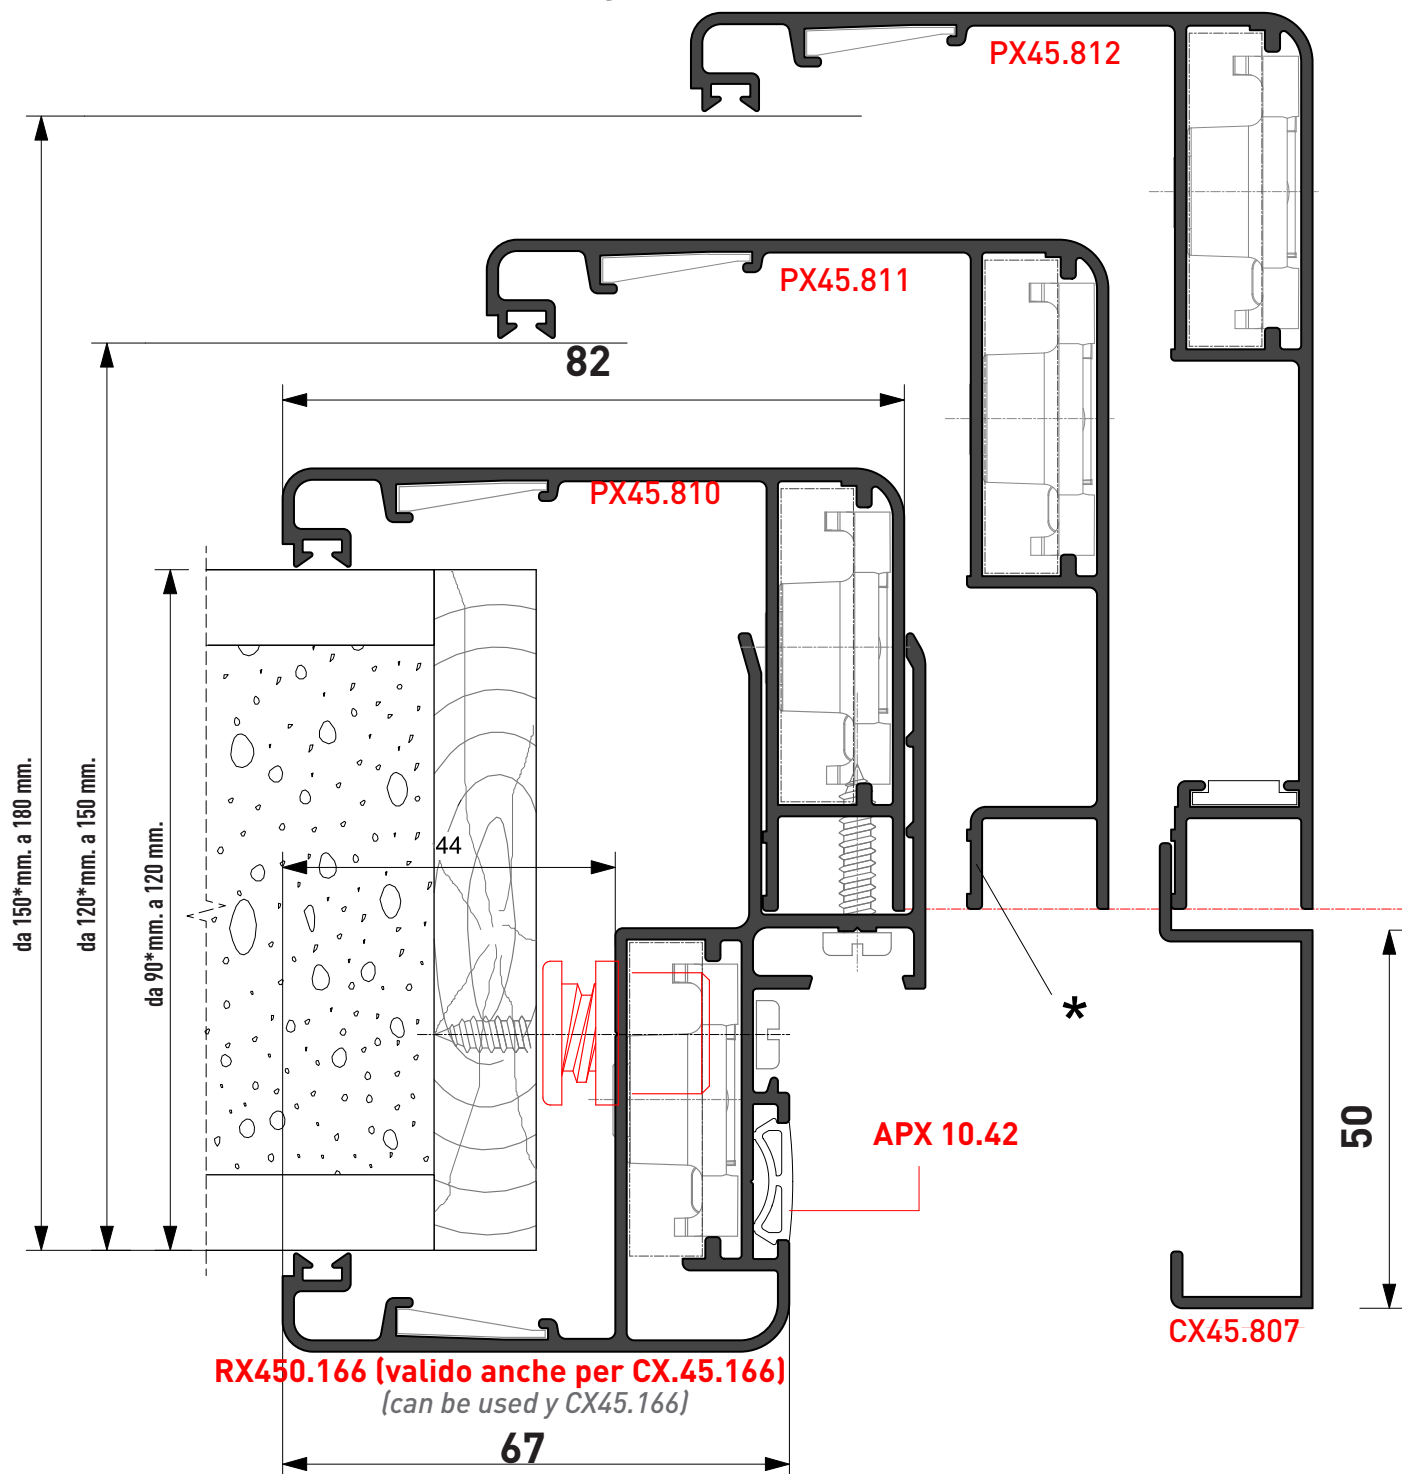 PX45.812
PX45.811
82
PX45.810
da 150*mm. a 180 mm.
da 120*mm. a 150 mm.
da 90*mm. a 120 mm.
44
*
50
APX 10.42
CX45.807
RX450.166 (valido anche per CX.45.166)
(can be used y CX45.166)
67